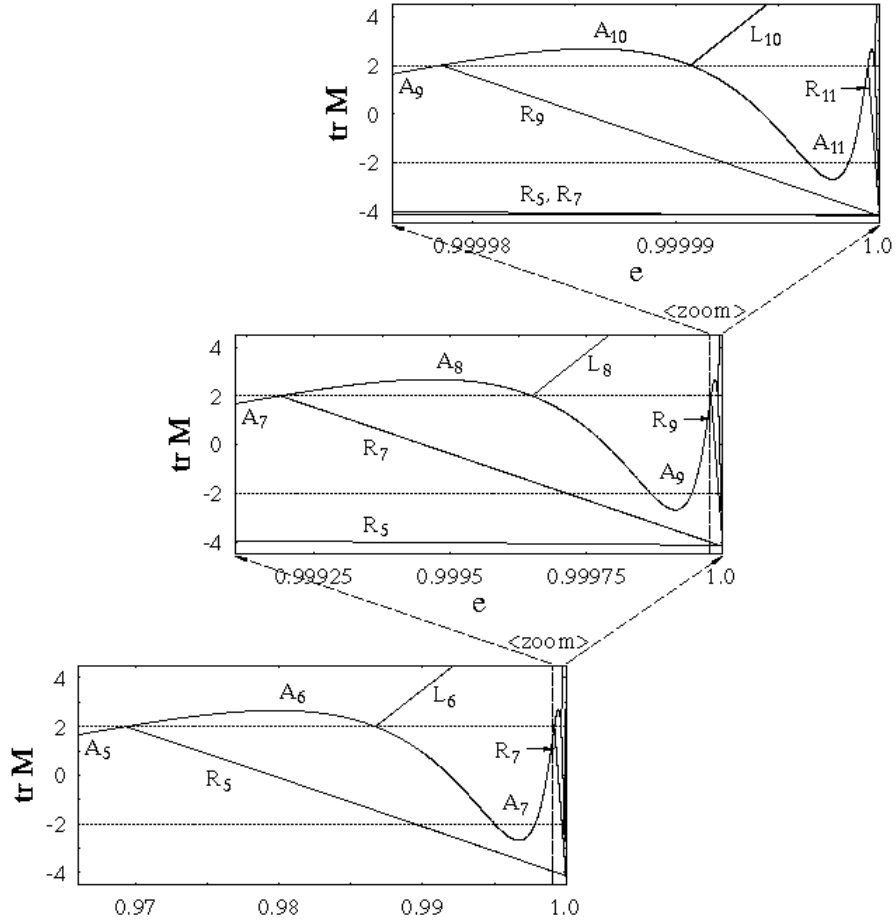 4
2
0
-2
-4
tr M
A9
A10
L10
R9
R11
A11
R5, R7
0.99998
0.99999
1.0
e
<zoom>
4
2
0
-2
-4
tr M
A7
A8
L8
R7
R9
A9
R5
0.99925
0.9995
0.99975
1.0
e
<zoom>
4
2
0
-2
-4
tr M
A5
A6
L6
R5
R7
A7
0.97
0.98
0.99
1.0